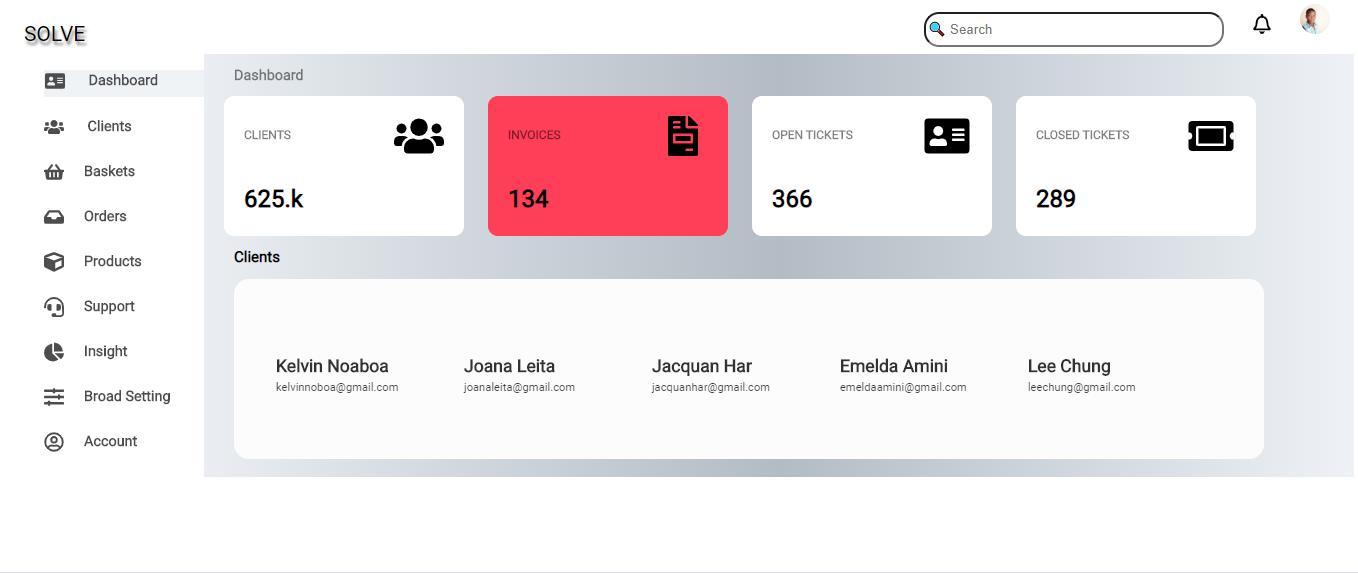 SOLVE
Search
Dashboard
Clients
Baskets
Orders
Products
Support
Insight
Broad Setting
Account
Dashboard
CLIENTS
625.k
INVOICES
134
OPEN TICKETS
366
CLOSED TICKETS
289
Clients
Kelvin Noaboa
kelvinnoboa@gmail.com
Joana Leita
joanaleita@gmail.com
Jacquan Har
jacquanhar@gmail.com
Emelda Amini
emeldaamini@gmail.com
Lee Chung
leechung@gmail.com